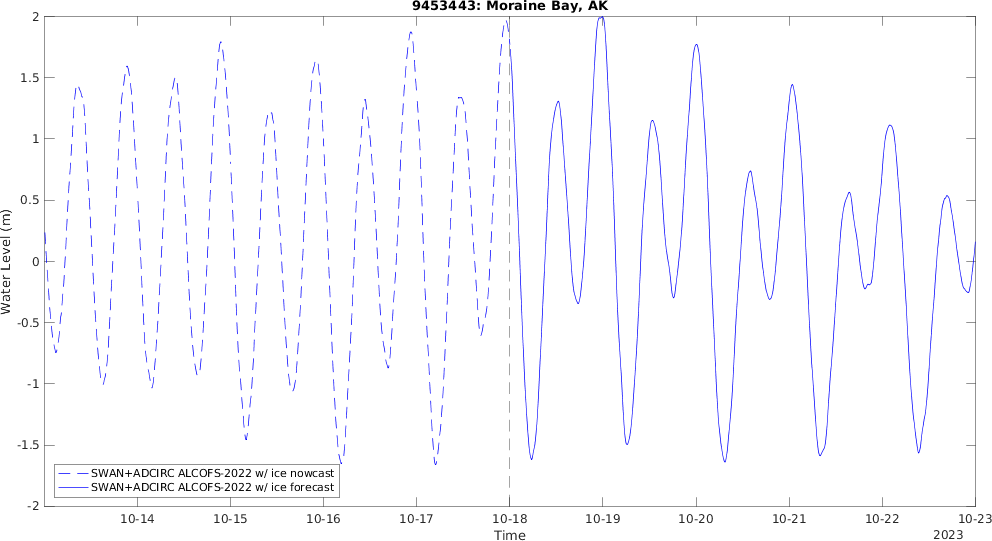 9453443: Moraine Bay, AK
Water Level (m)
2
1.5
1
0.5
0
-0.5
-1
-1.5
-2
SWAN+ADCIRC ALCOFS-2022 w/ ice nowcast
SWAN+ADCIRC ALCOFS-2022 w/ ice forecast
10-14 10-15 10-16 10-17 10-18 10-19 10-20 10-21 10-22 10-23
Time
2023